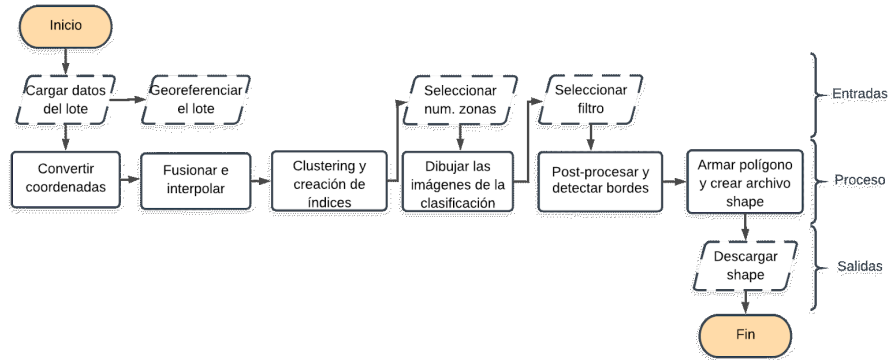 Inicio
Cargar datos
del lote
Georeferenciar
el lote
Seleccionar
num. zonas
Seleccionar
filtro
Entradas
Convertir
coordenadas
Fusionar e
interpolar
Clustering y
creación de
índices
Dibujar las
imágenes de la
clasificación
Post-procesar y
detectar bordes
Armar polígono
y crear archivo
shape
Proceso
Descargar
shape
Salidas
Fin